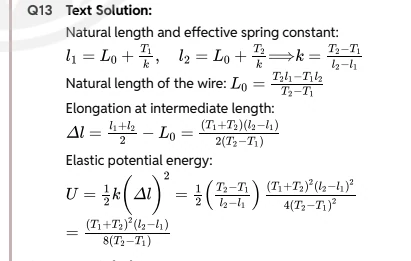 Q13 Text Solution:
Natural length and effective spring constant:
l₁ = L₀ + T₁/k , l₂ = L₀ + T₂/k ⟹ k = (T₂−T₁)/(l₂−l₁)
Natural length of the wire: L₀ = (T₂l₁−T₁l₂)/(T₂−T₁)
Elongation at intermediate length:
Δl = (l₁+l₂)/2 − L₀ = (T₁+T₂)(l₂−l₁)/2(T₂−T₁)
Elastic potential energy:
U = 1/2 k(Δl)² = 1/2 ((T₂−T₁)/(l₂−l₁)) (T₁+T₂)²(l₂−l₁)²/4(T₂−T₁)²
= (T₁+T₂)²(l₂−l₁)/8(T₂−T₁)